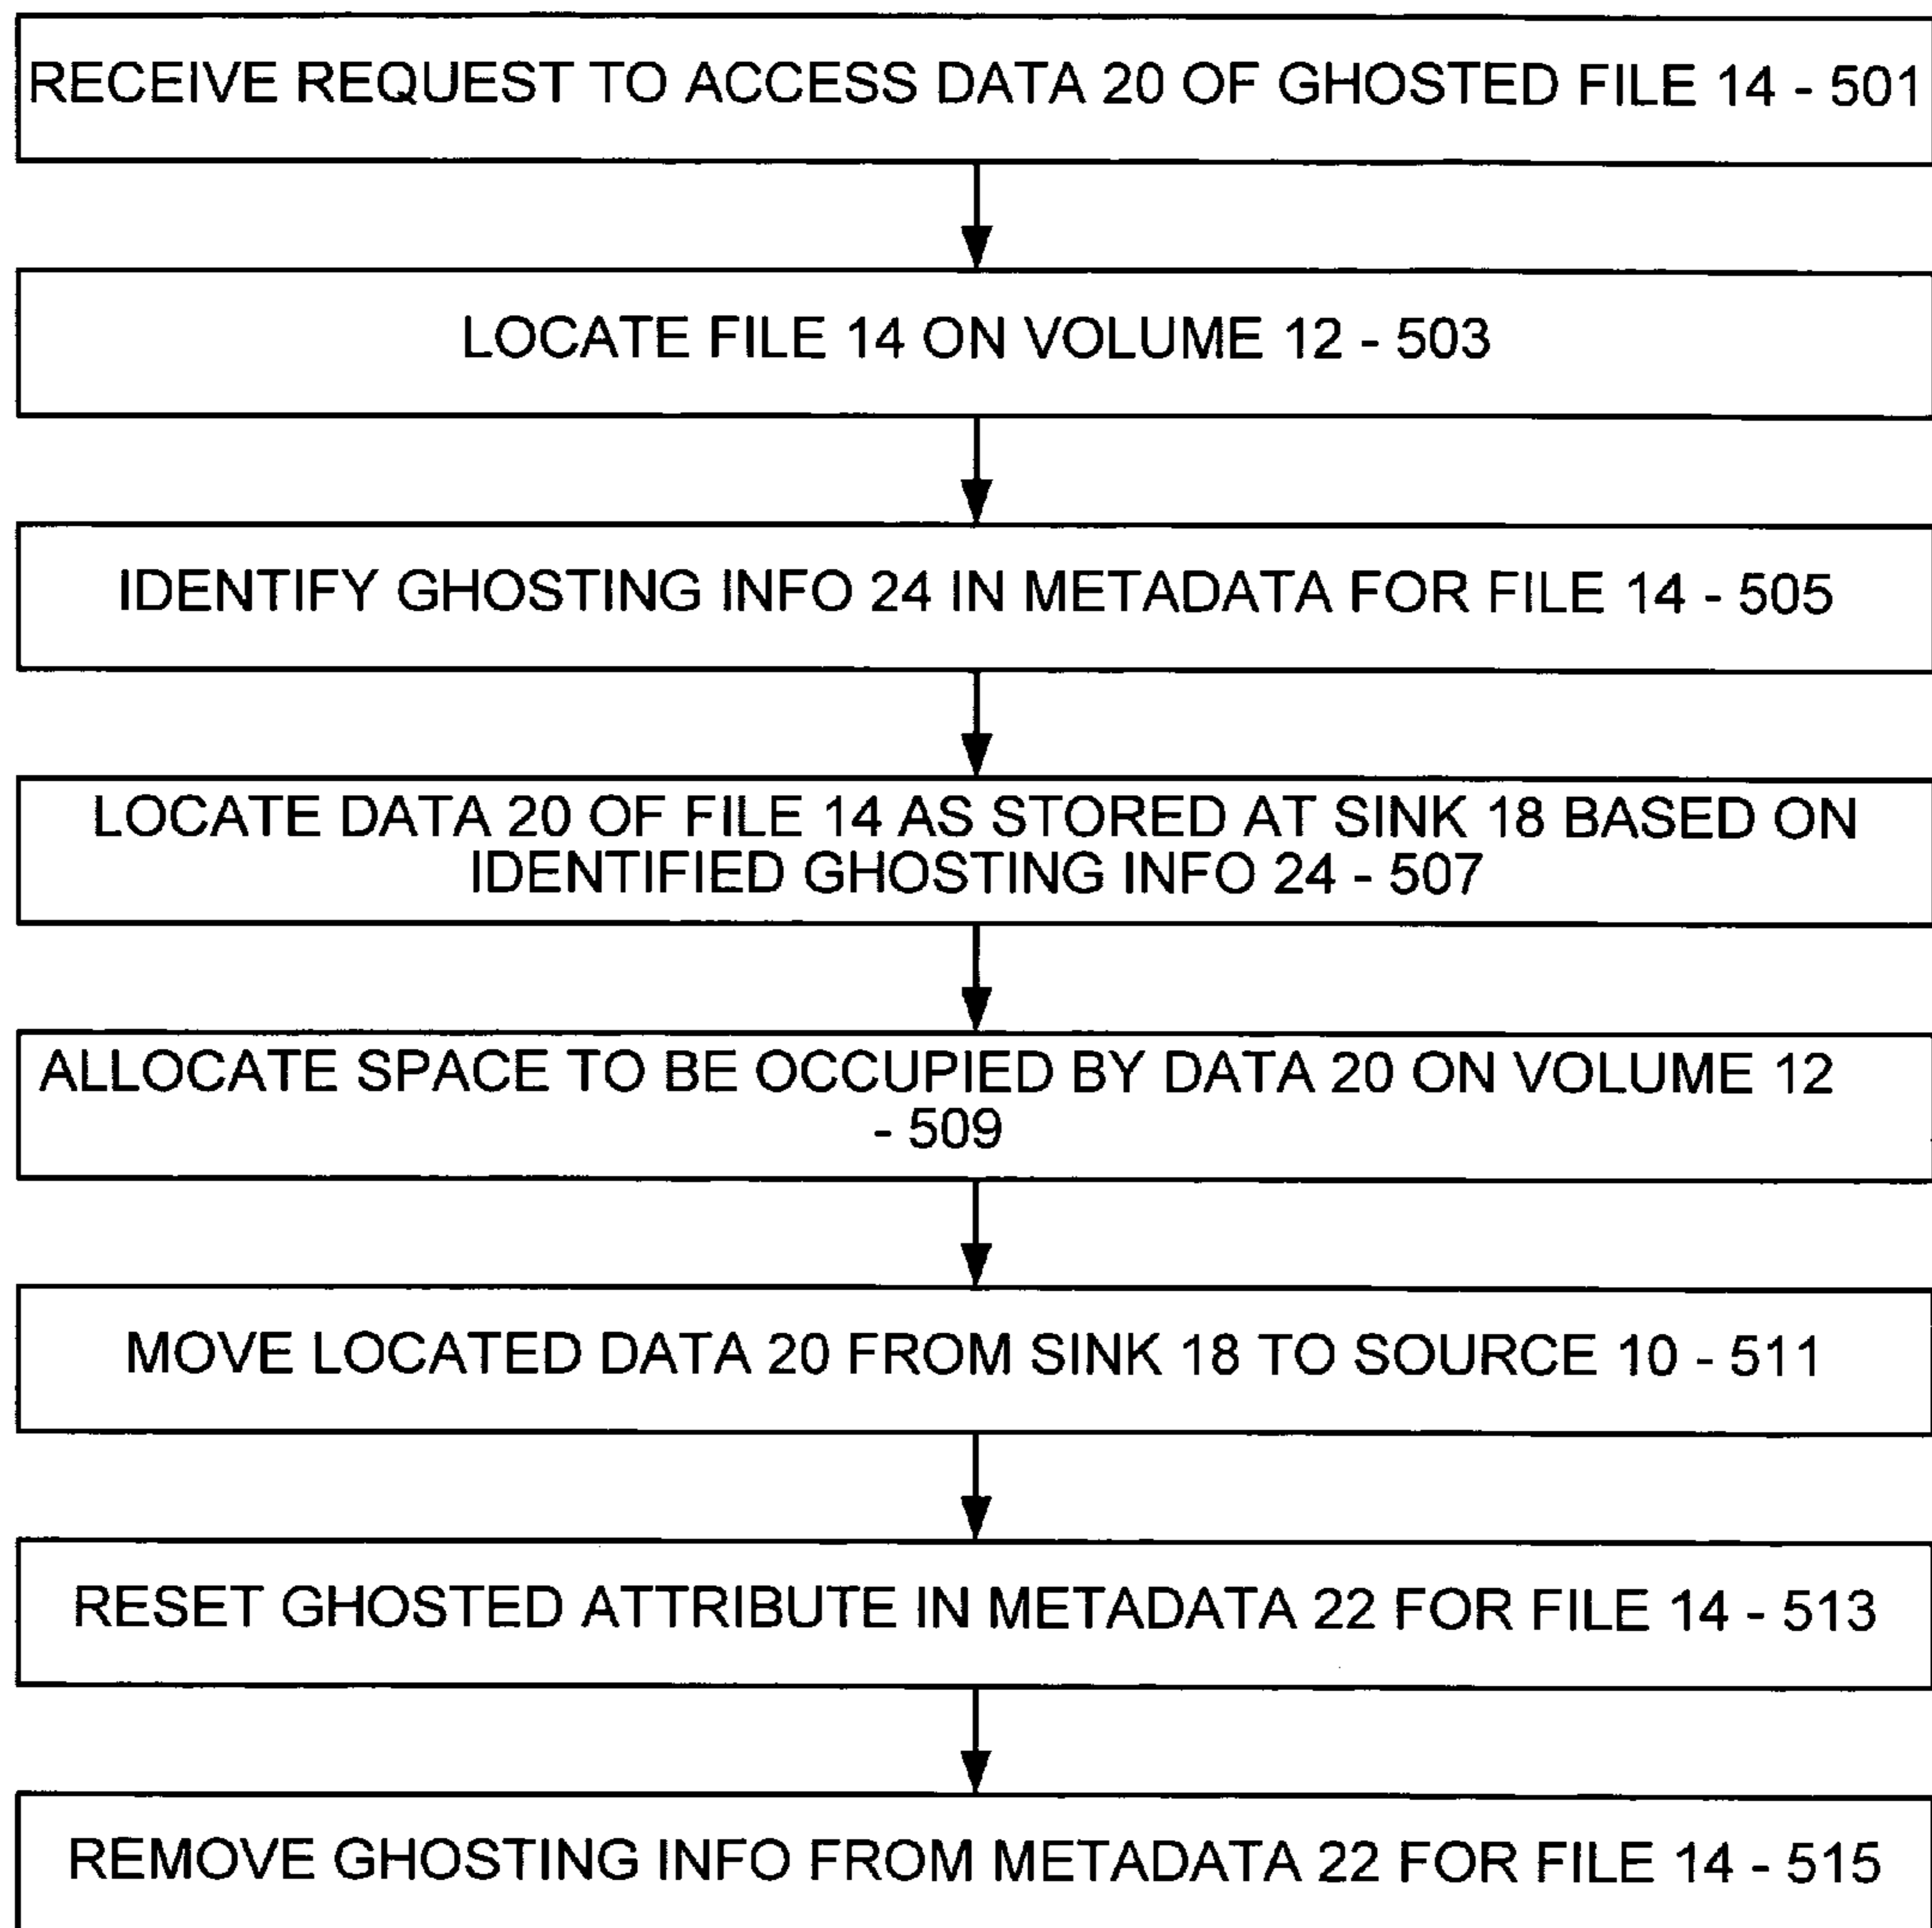 RECEIVE REQUEST TO ACCESS DATA 20 OF GHOSTED FILE 14 - 501
LOCATE FILE 14 ON VOLUME 12 - 503
IDENTIFY GHOSTING INFO 24 IN METADATA FOR FILE 14 - 505
LOCATE DATA 20 OF FILE 14 AS STORED AT SINK 18 BASED ON
IDENTIFIED GHOSTING INFO 24 - 507
ALLOCATE SPACE TO BE OCCUPIED BY DATA 20 ON VOLUME 12
- 509
MOVE LOCATED DATA 20 FROM SINK 18 TO SOURCE 10 - 511
RESET GHOSTED ATTRIBUTE IN METADATA 22 FOR FILE 14 - 513
REMOVE GHOSTING INFO FROM METADATA 22 FOR FILE 14 - 515